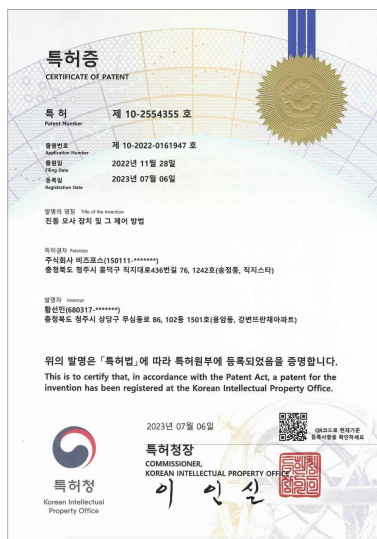 특허증
CERTIFICATE OF PATENT
특 허 제 10-2554355 호
Patent Number
출원번호 제 10-2022-0161947 호
Application Number
출원일 2022년 11월 28일
Filing Date
등록일 2023년 07월 06일
Registration Date
발명의 명칭 Title of the Invention
진동 모사 장치 및 그 제어 방법
특허권자 Patentee
주식회사 비즈포스(150111-*******)
충청북도 청주시 흥덕구 직지대로436번길 76, 1242호(송정동, 직지스타)
발명자 Inventor
황선민(680317-*******)
충청북도 청주시 상당구 무심동로 86, 102동 1501호(용암동, 강변뜨란채아파트)
위의 발명은 「특허법」에 따라 특허원부에 등록되었음을 증명합니다.
This is to certify that, in accordance with the Patent Act, a patent for the
invention has been registered at the Korean Intellectual Property Office.
2023년 07월 06일
QR코드로 현재기준
등록사항을 확인하세요
특허청장
COMMISSIONER,
KOREAN INTELLECTUAL PROPERTY OFFICE
이 인 실
특허청
Korean Intellectual
Property Office